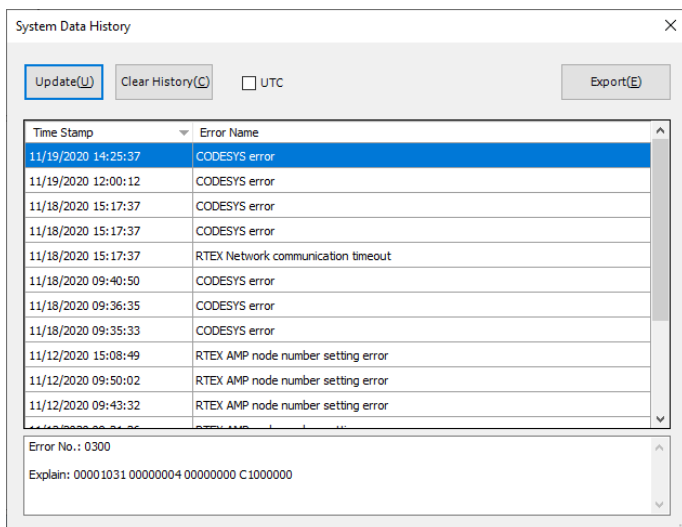 System Data History
Update(U) Clear History(C) UTC Export(E)
Time Stamp Error Name
11/19/2020 14:25:37 CODESYS error
11/19/2020 12:00:12 CODESYS error
11/18/2020 15:17:37 CODESYS error
11/18/2020 15:17:37 CODESYS error
11/18/2020 15:17:37 RTEX Network communication timeout
11/18/2020 09:40:50 CODESYS error
11/18/2020 09:36:35 CODESYS error
11/18/2020 09:35:33 CODESYS error
11/12/2020 15:08:49 RTEX AMP node number setting error
11/12/2020 09:50:02 RTEX AMP node number setting error
11/12/2020 09:43:32 RTEX AMP node number setting error
Error No.: 0300
Explain: 00001031 00000004 00000000 C1000000